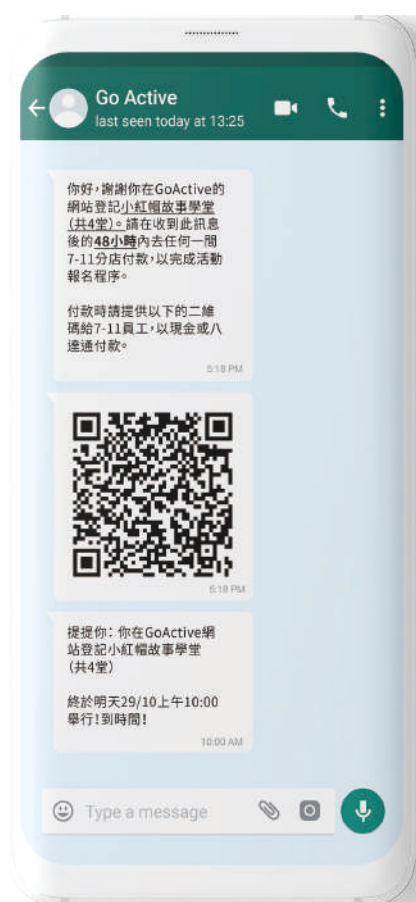 Go Active
last seen today at 13:25
你好，謝謝你在GoActive的
網站登記小紅帽故事學堂
(共4堂)。請在收到此訊息
後的48小時內去任何一間
7-11分店付款，以完成活動
報名程序。
付款時請提供以下的二維
碼給7-11員工，以現金或八
達通付款。
5:18 PM
5:18 PM
提提你：你在GoActive網
站登記小紅帽故事學堂
(共4堂)
終於明天29/10上午10:00
舉行！到時間！
10:00 AM
Type a message